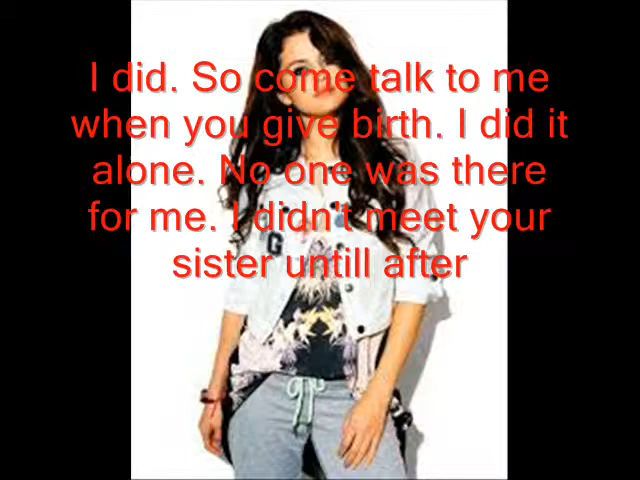 I did. So come talk to me
when you give birth. I did it
alone. No one was there
for me. I didn't meet your
sister untill after
G